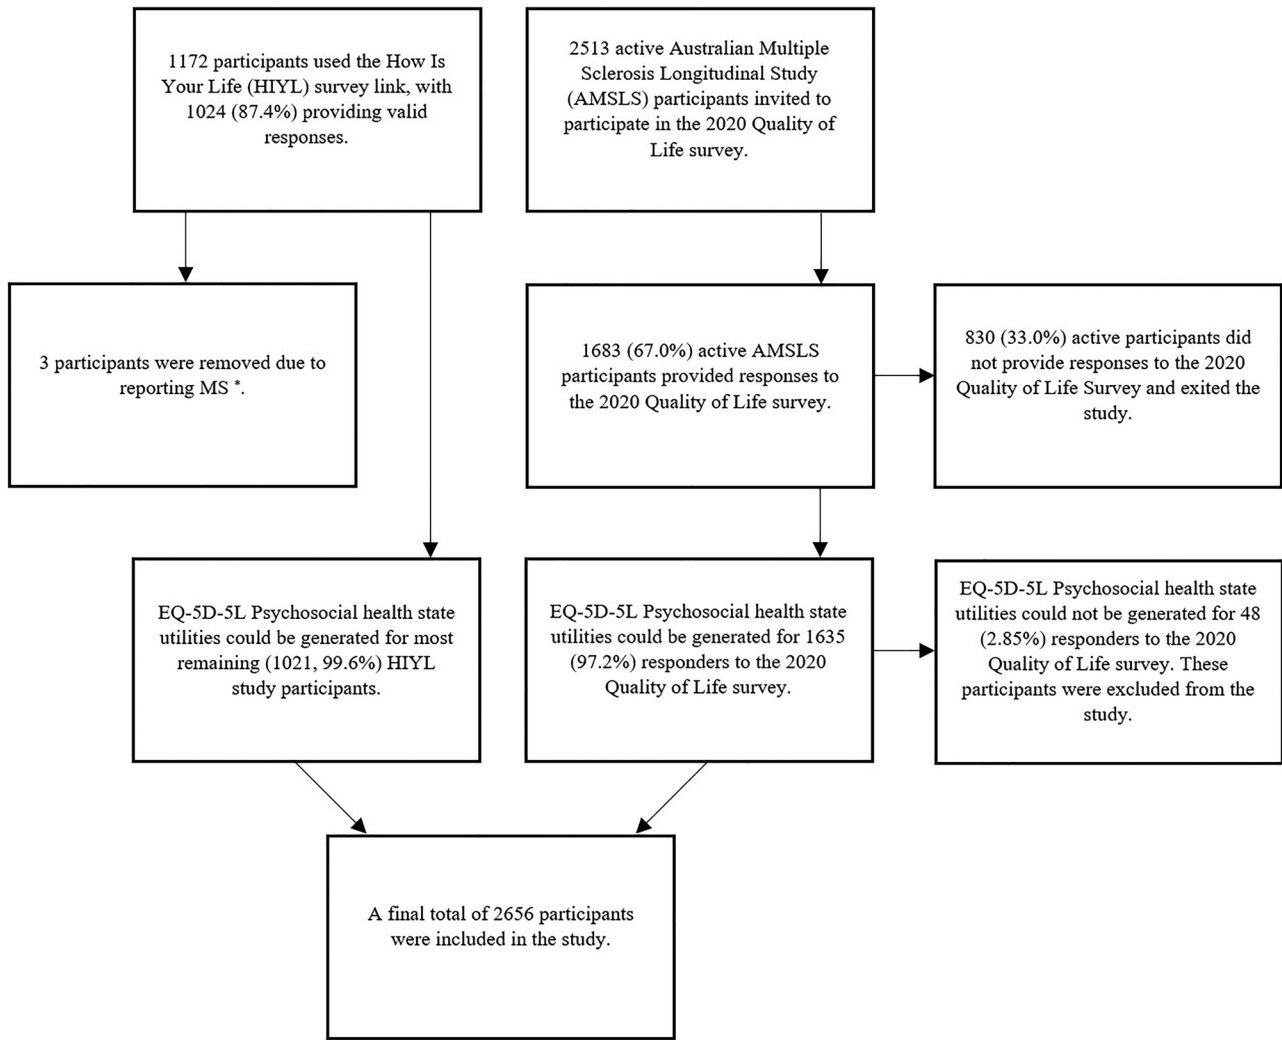 1172 participants used the How Is
Your Life (HIYL) survey link, with
1024 (87.4%) providing valid
responses.
2513 active Australian Multiple
Sclerosis Longitudinal Study
(AMSLS) participants invited to
participate in the 2020 Quality of
Life survey.
3 participants were removed due to
reporting MS *.
1683 (67.0%) active AMSLS
participants provided responses to
the 2020 Quality of Life survey.
830 (33.0%) active participants did
not provide responses to the 2020
Quality of Life Survey and exited the
study.
EQ-5D-5L Psychosocial health state
utilities could be generated for most
remaining (1021, 99.6%) HIYL
study participants.
EQ-5D-5L Psychosocial health state
utilities could be generated for 1635
(97.2%) responders to the 2020
Quality of Life survey.
EQ-5D-5L Psychosocial health state
utilities could not be generated for 48
(2.85%) responders to the 2020
Quality of Life survey. These
participants were excluded from the
study.
A final total of 2656 participants
were included in the study.